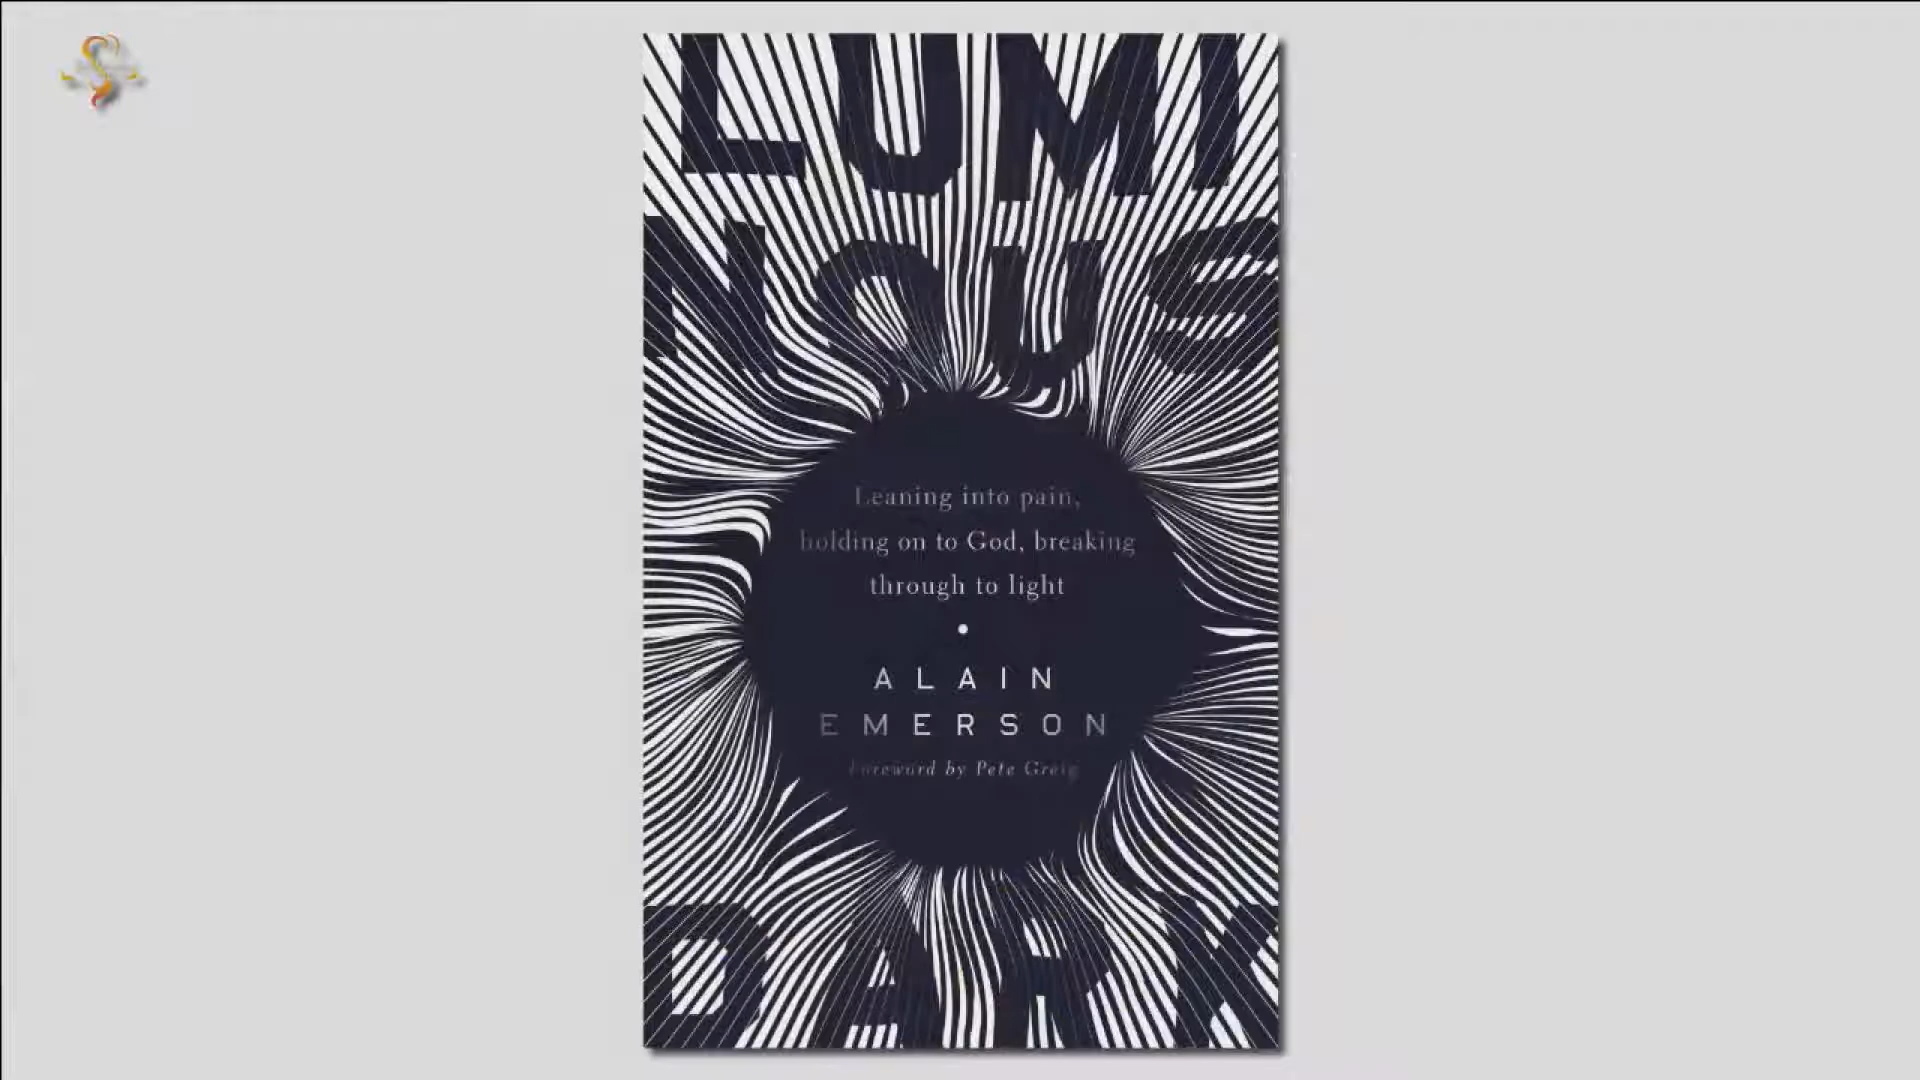 LUMI
NOUS
Leaning into pain,
holding on to God, breaking
through to light
ALAIN
EMERSON
Foreword by Pete Greig
DARK